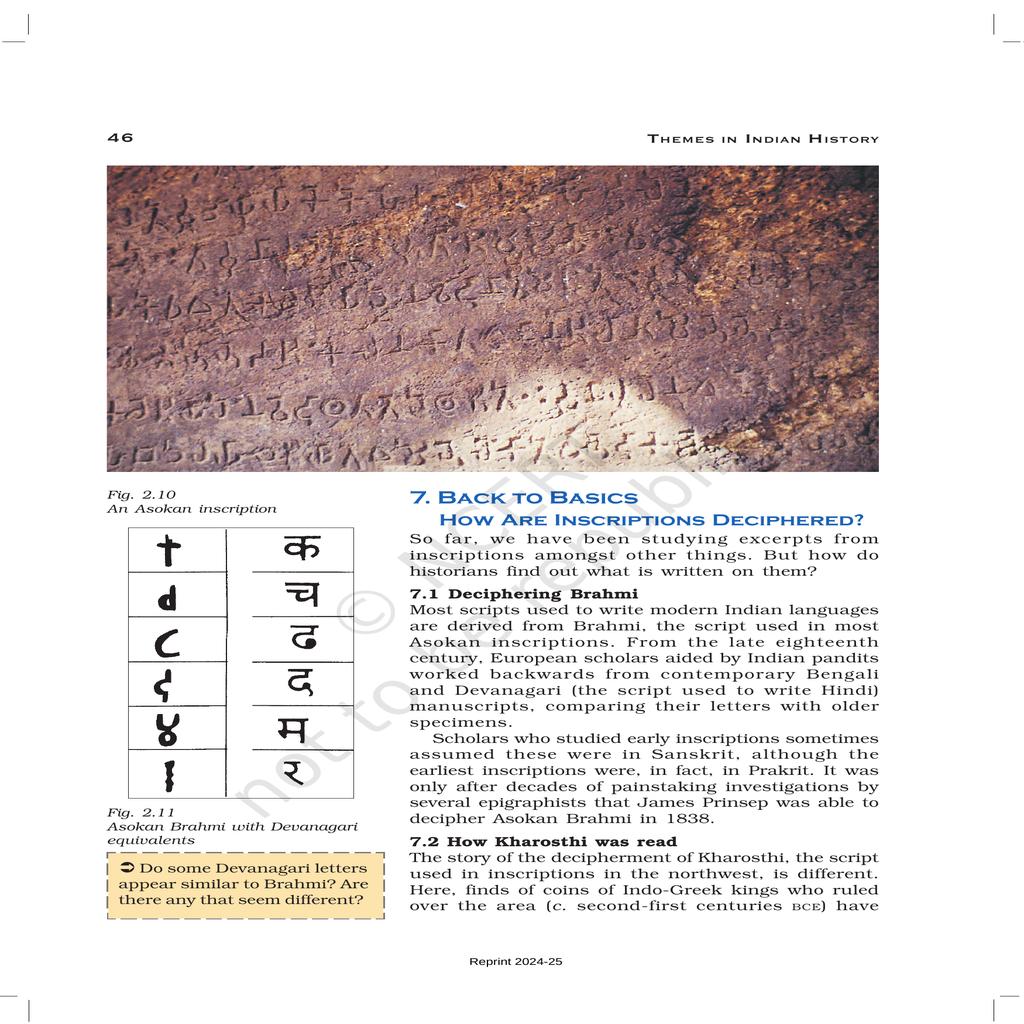 46
THEMES IN INDIAN HISTORY
Fig. 2.10
An Asokan inscription
क
च
ढ
द
म
र
Fig. 2.11
Asokan Brahmi with Devanagari
equivalents
➲ Do some Devanagari letters
appear similar to Brahmi? Are
there any that seem different?
7. BACK TO BASICS
HOW ARE INSCRIPTIONS DECIPHERED?
So far, we have been studying excerpts from
inscriptions amongst other things. But how do
historians find out what is written on them?
7.1 Deciphering Brahmi
Most scripts used to write modern Indian languages
are derived from Brahmi, the script used in most
Asokan inscriptions. From the late eighteenth
century, European scholars aided by Indian pandits
worked backwards from contemporary Bengali
and Devanagari (the script used to write Hindi)
manuscripts, comparing their letters with older
specimens.
Scholars who studied early inscriptions sometimes
assumed these were in Sanskrit, although the
earliest inscriptions were, in fact, in Prakrit. It was
only after decades of painstaking investigations by
several epigraphists that James Prinsep was able to
decipher Asokan Brahmi in 1838.
7.2 How Kharosthi was read
The story of the decipherment of Kharosthi, the script
used in inscriptions in the northwest, is different.
Here, finds of coins of Indo-Greek kings who ruled
over the area (c. second-first centuries BCE) have
© NCERT
not to be republi
Reprint 2024-25